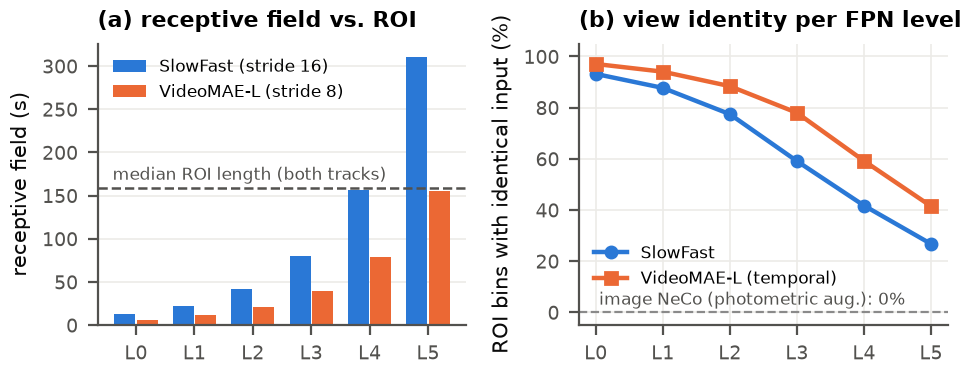 (a) receptive field vs. ROI
receptive field (s)
300
250
200
150
100
50
0
SlowFast (stride 16)
VideoMAE-L (stride 8)
median ROI length (both tracks)
L0 L1 L2 L3 L4 L5
(b) view identity per FPN level
ROI bins with identical input (%)
100
80
60
40
20
0
SlowFast
VideoMAE-L (temporal)
image NeCo (photometric aug.): 0%
L0 L1 L2 L3 L4 L5